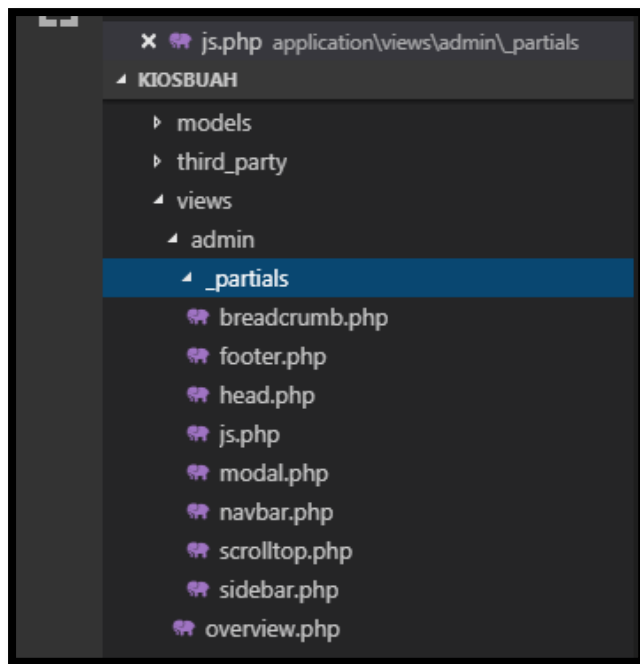 js.php application\views\admin\_partials
KIOSBUAH
models
third_party
views
admin
_partials
breadcrumb.php
footer.php
head.php
js.php
modal.php
navbar.php
scrolltop.php
sidebar.php
overview.php